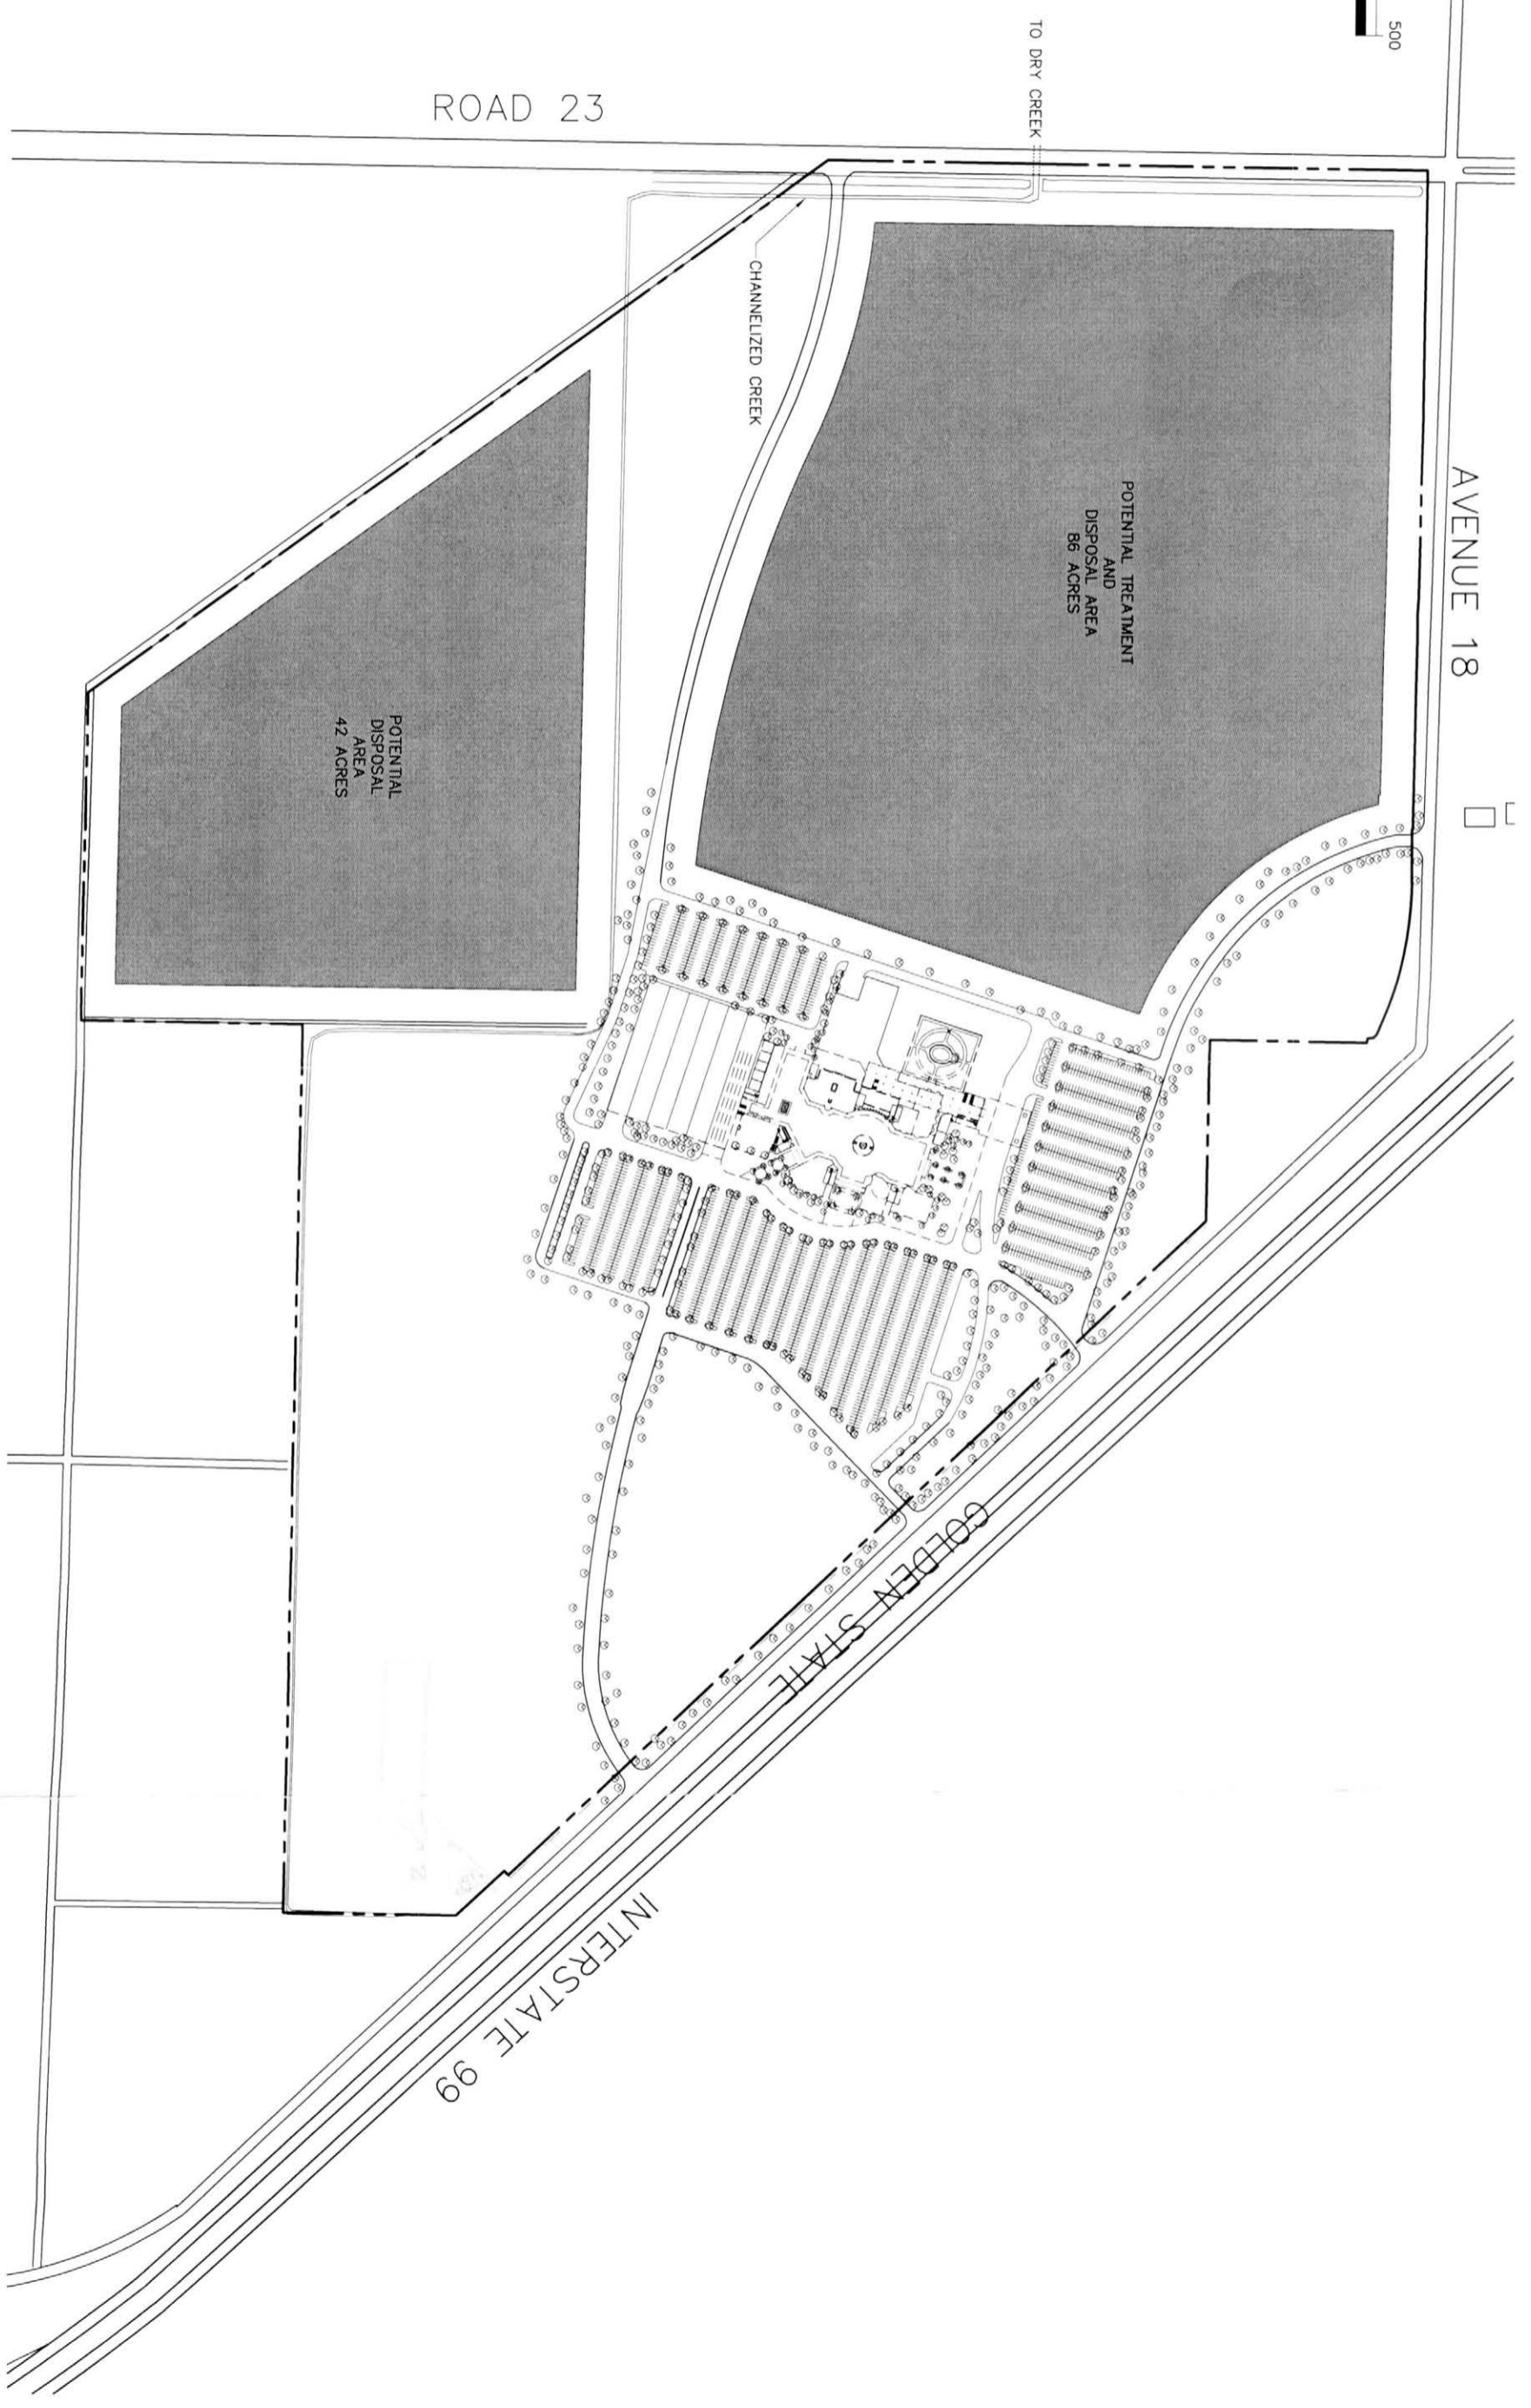 500
TO DRY CREEK
ROAD 23
AVENUE 18
CHANNELIZED CREEK
POTENTIAL TREATMENT
AND
DISPOSAL AREA
86 ACRES
POTENTIAL
DISPOSAL
AREA
42 ACRES
GOLDEN STATE
INTERSTATE 99